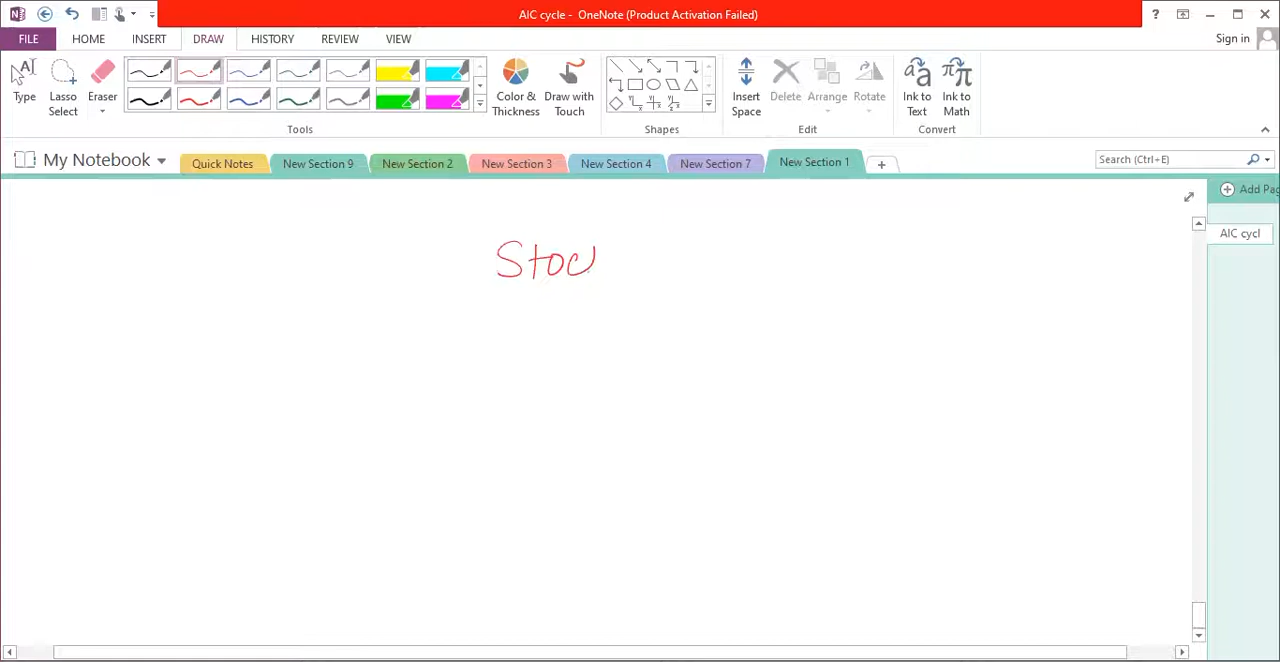 AIC cycle - OneNote (Product Activation Failed)
?
FILE HOME INSERT DRAW HISTORY REVIEW VIEW Sign in
Type Lasso Select Eraser Color & Thickness Draw with Touch Insert Space Delete Arrange Rotate Ink to Text Ink to Math
Tools Shapes Edit Convert
My Notebook Quick Notes New Section 9 New Section 2 New Section 3 New Section 4 New Section 7 New Section 1 Search (Ctrl+E)
Add Pag
AIC cycl
Stoc